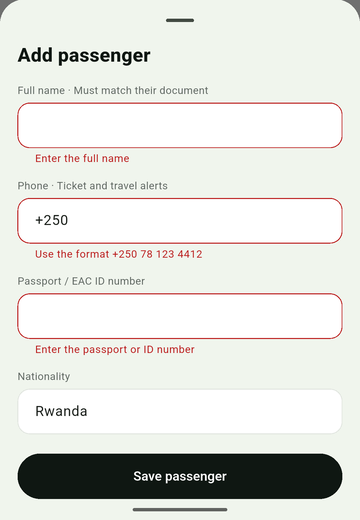 Add passenger
Full name · Must match their document
Enter the full name
Phone · Ticket and travel alerts
+250
Use the format +250 78 123 4412
Passport / EAC ID number
Enter the passport or ID number
Nationality
Rwanda
Save passenger